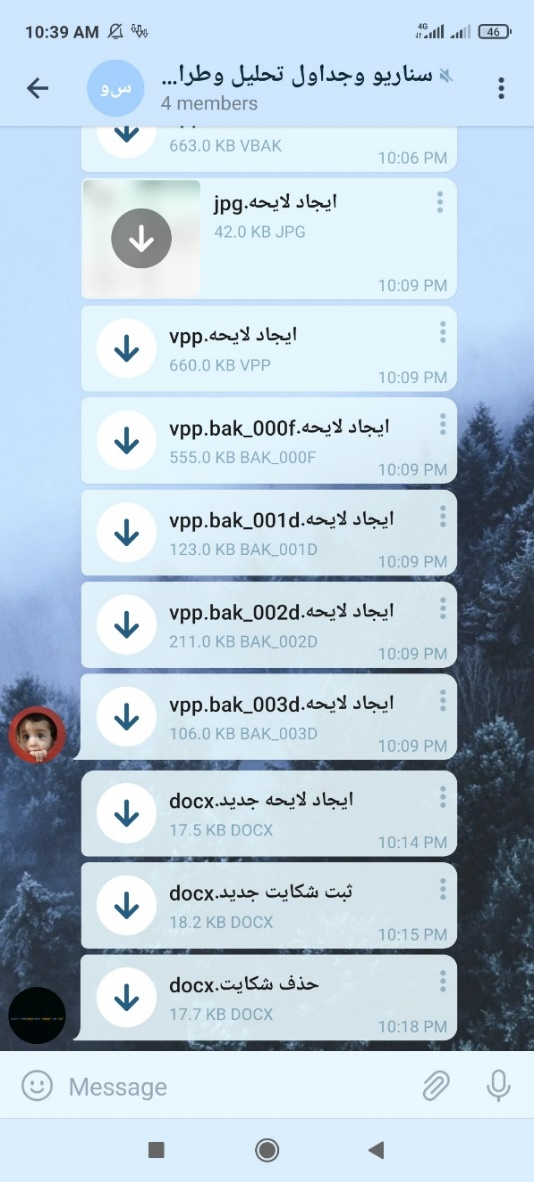 10:39 AM
4G
46
سناریو وجداول تحلیل وطرا...
س‌و
4 members
663.0 KB VBAK
10:06 PM
ایجاد لایحه.jpg
42.0 KB JPG
10:09 PM
ایجاد لایحه.vpp
660.0 KB VPP
10:09 PM
ایجاد لایحه.vpp.bak_000f
555.0 KB BAK_000F
10:09 PM
ایجاد لایحه.vpp.bak_001d
123.0 KB BAK_001D
10:09 PM
ایجاد لایحه.vpp.bak_002d
211.0 KB BAK_002D
10:09 PM
ایجاد لایحه.vpp.bak_003d
106.0 KB BAK_003D
10:09 PM
ایجاد لایحه جدید.docx
17.5 KB DOCX
10:14 PM
ثبت شکایت جدید.docx
18.2 KB DOCX
10:15 PM
حذف شکایت.docx
17.7 KB DOCX
10:18 PM
Message